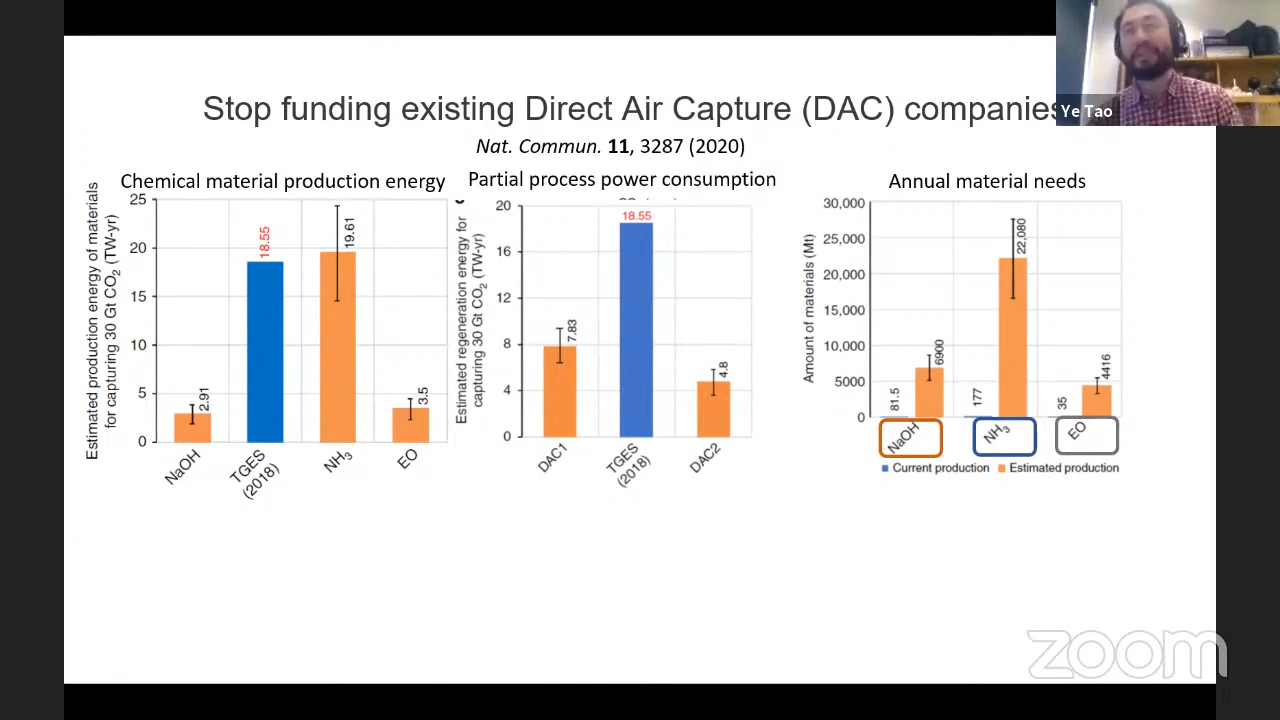 Stop funding existing Direct Air Capture (DAC) companies
Ye Tao
Nat. Commun. 11, 3287 (2020)
Chemical material production energy
Estimated production energy of materials
for capturing 30 Gt CO2 (TW-yr)
25
20
15
10
5
0
2.91
18.55
19.61
3.5
NaOH
TGES
(2018)
NH3
EO
Partial process power consumption
Estimated regeneration energy for
capturing 30 Gt CO2 (TW-yr)
20
16
12
8
4
0
7.83
18.55
4.8
DAC1
TGES
(2018)
DAC2
Annual material needs
Amount of materials (Mt)
30,000
25,000
20,000
15,000
10,000
5000
0
81.5
6900
177
22,080
35
4416
NaOH
NH3
EO
Current production
Estimated production
zoom